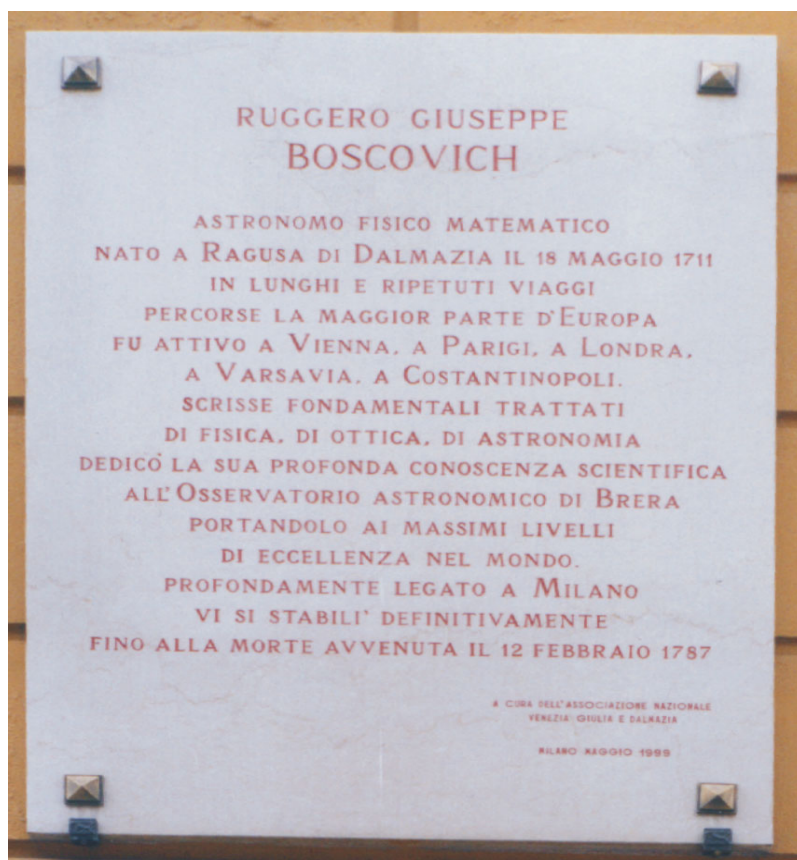 RUGGERO GIUSEPPE
BOSCOVICH
ASTRONOMO FISICO MATEMATICO
NATO A RAGUSA DI DALMAZIA IL 18 MAGGIO 1711
IN LUNGHI E RIPETUTI VIAGGI
PERCORSE LA MAGGIOR PARTE D'EUROPA
FU ATTIVO A VIENNA, A PARIGI, A LONDRA,
A VARSAVIA, A COSTANTINOPOLI.
SCRISSE FONDAMENTALI TRATTATI
DI FISICA, DI OTTICA, DI ASTRONOMIA
DEDICÒ LA SUA PROFONDA CONOSCENZA SCIENTIFICA
ALL'OSSERVATORIO ASTRONOMICO DI BRERA
PORTANDOLO AI MASSIMI LIVELLI
DI ECCELLENZA NEL MONDO.
PROFONDAMENTE LEGATO A MILANO
VI SI STABILI' DEFINITIVAMENTE
FINO ALLA MORTE AVVENUTA IL 12 FEBBRAIO 1787
A CURA DELL'ASSOCIAZIONE NAZIONALE
VENEZIA GIULIA E DALMAZIA
MILANO MAGGIO 1989